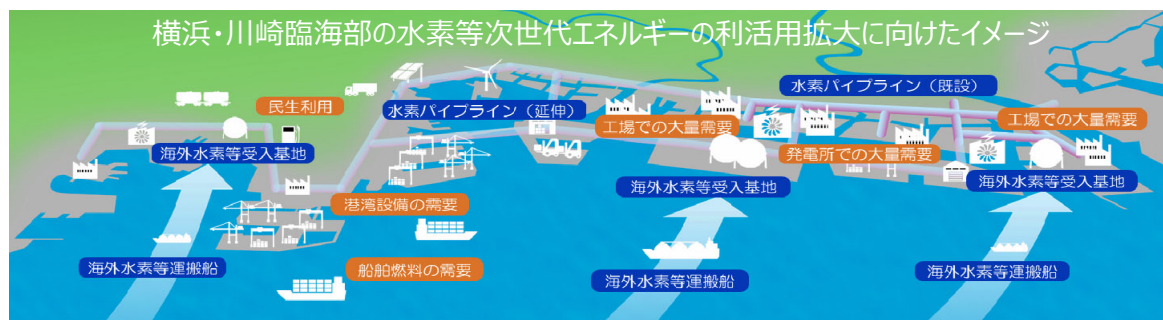 横浜・川崎臨海部の水素等次世代エネルギーの利活用拡大に向けたイメージ
民生利用
水素パイプライン（延伸）
水素パイプライン（既設）
工場での大量需要
工場での大量需要
海外水素等受入基地
発電所での大量需要
海外水素等受入基地
海外水素等受入基地
港湾設備の需要
海外水素等運搬船
船舶燃料の需要
海外水素等運搬船
海外水素等運搬船